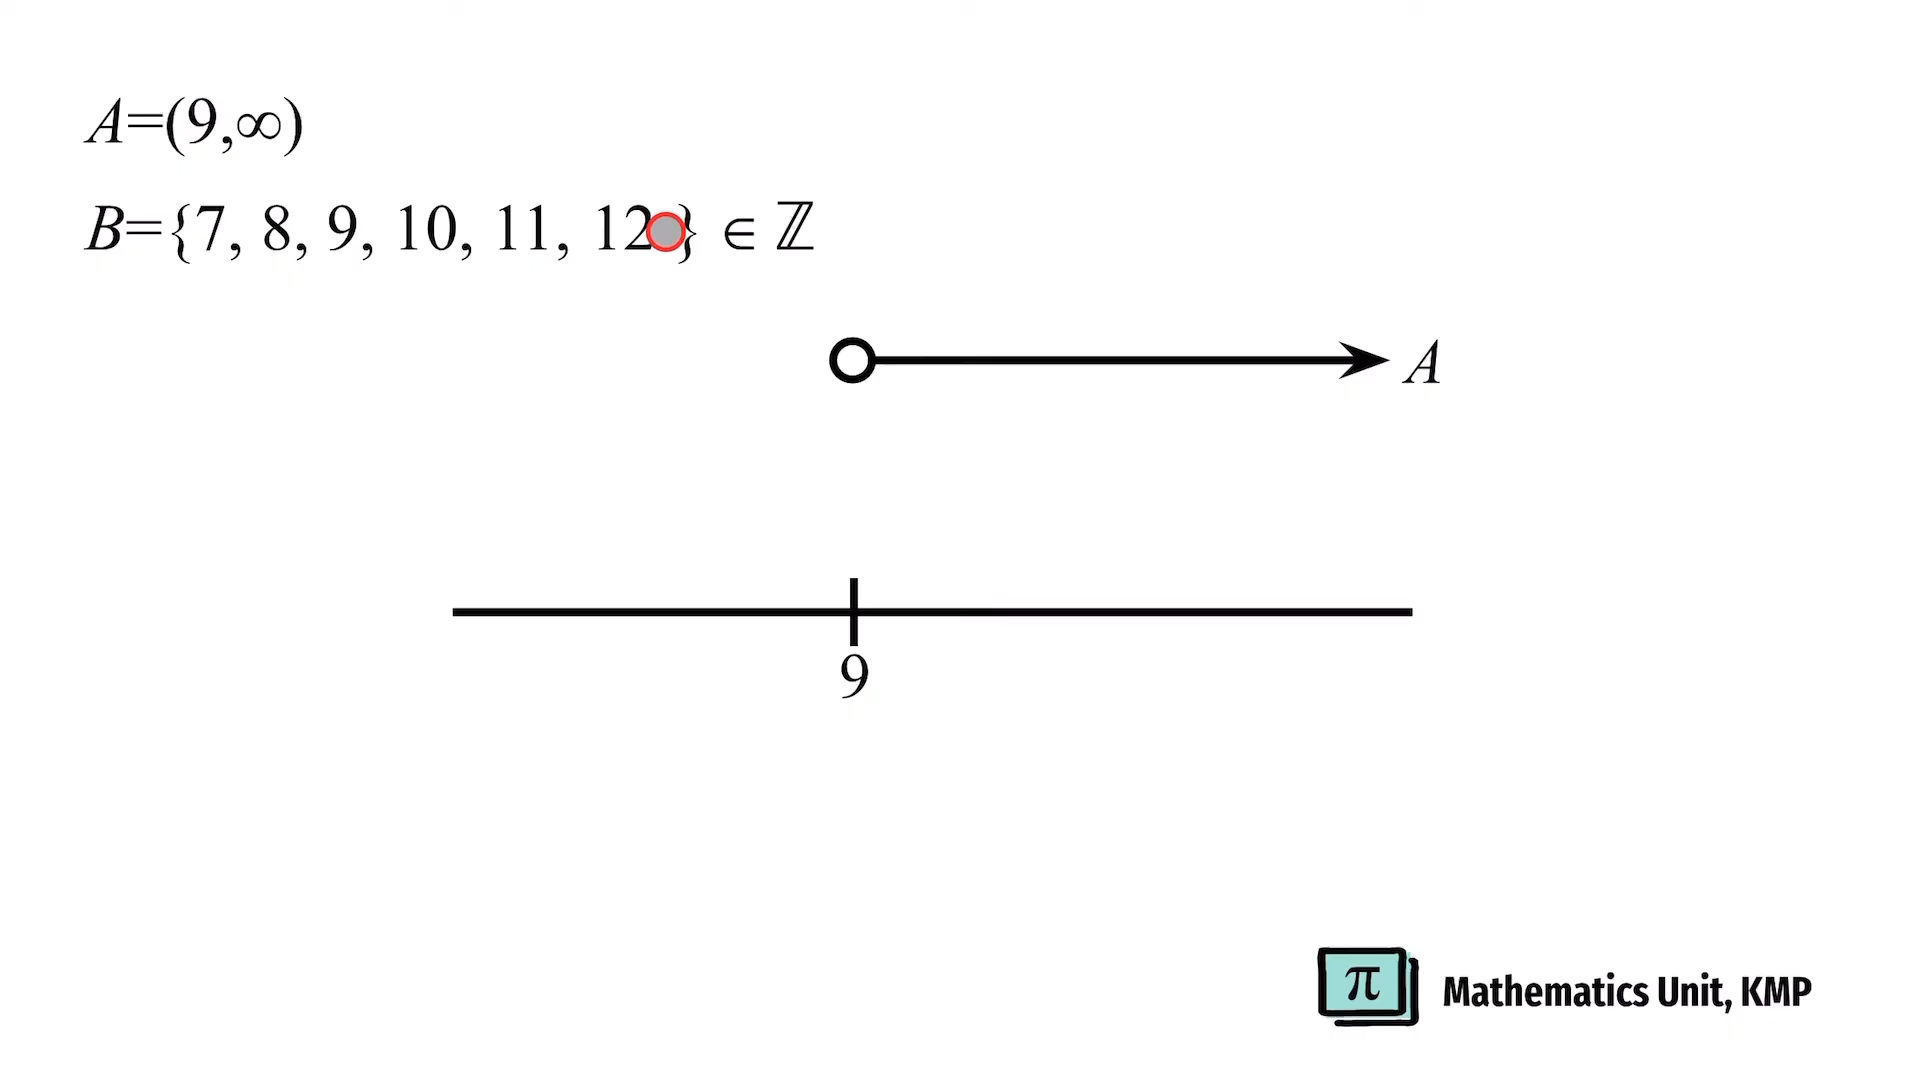 A=(9,∞)
B={7, 8, 9, 10, 11, 12 } ∈ ℤ
A
9
π
Mathematics Unit, KMP